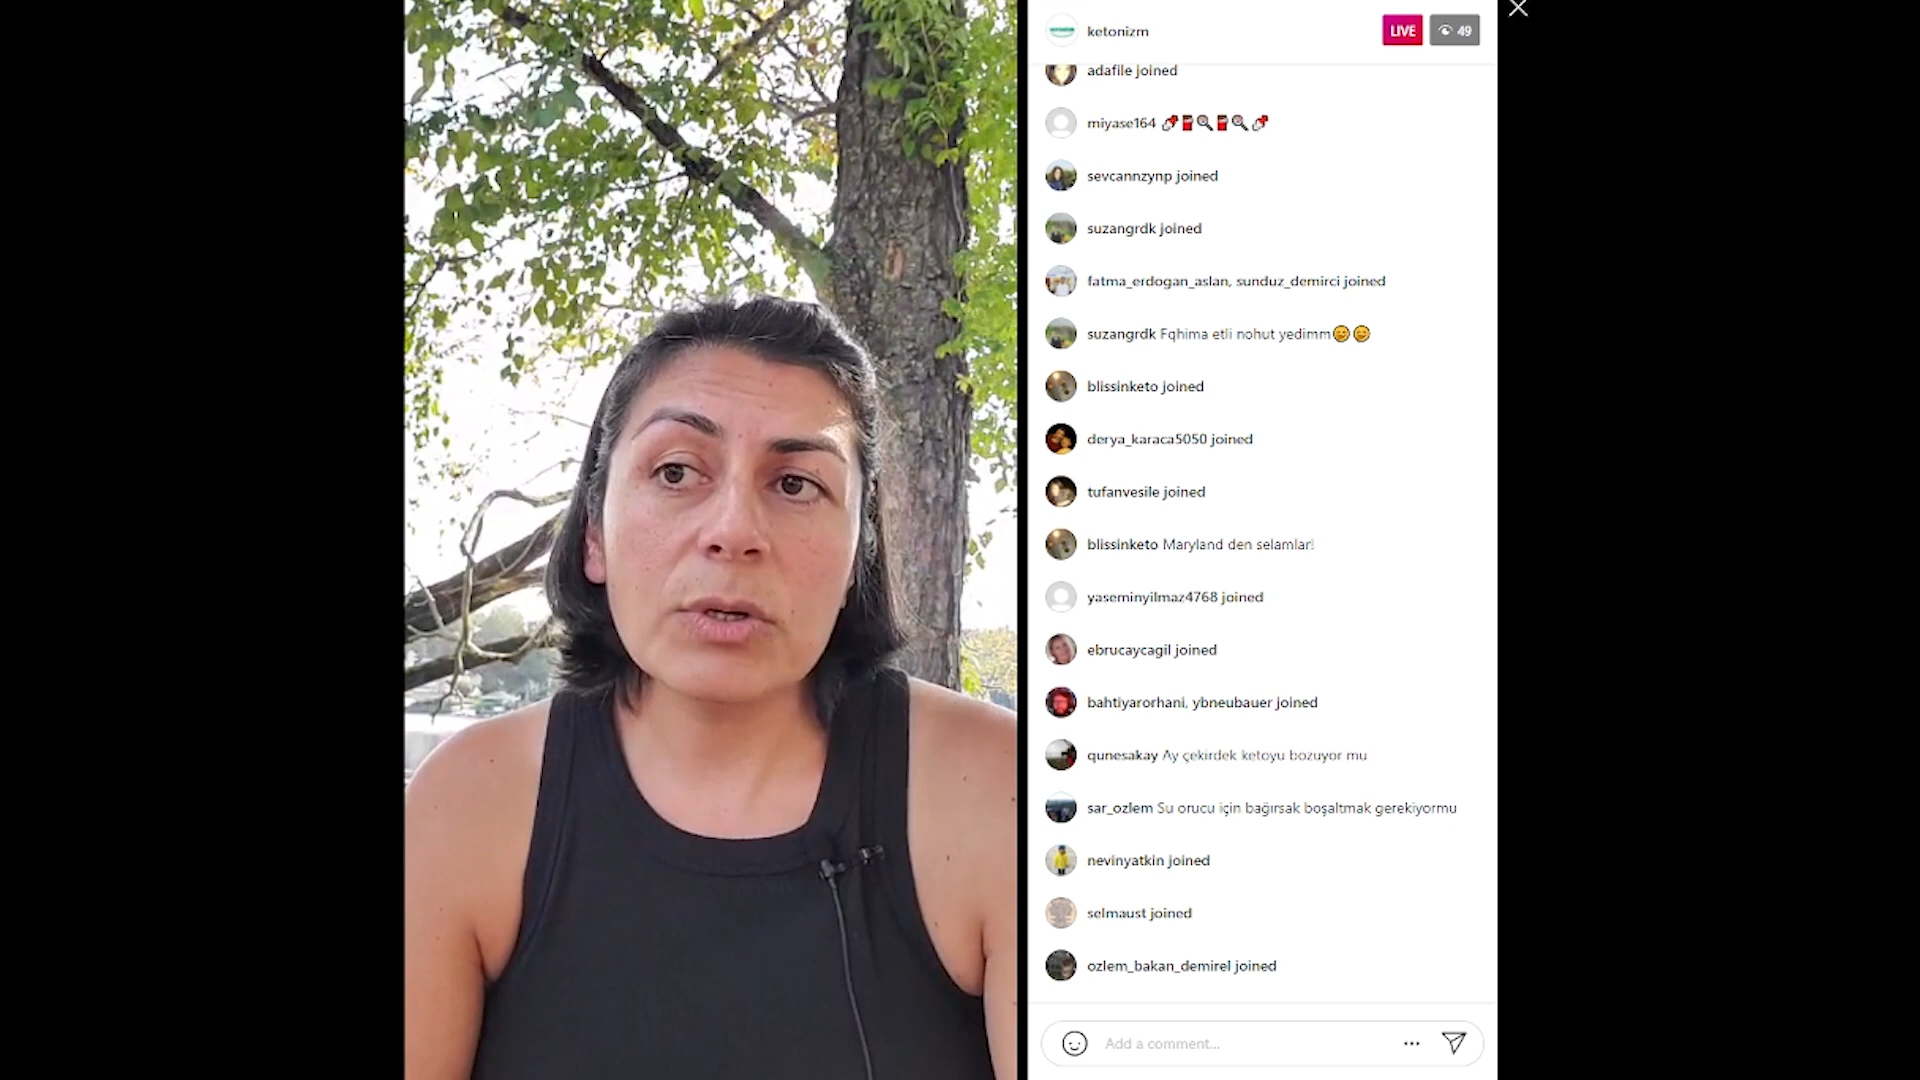 ketonizm
LIVE
49
adafile joined
miyase164
sevcannzynp joined
suzangrdk joined
fatma_erdogan_aslan, sunduz_demirci joined
suzangrdk Fqhima etli nohut yedimm
blissinketo joined
derya_karaca5050 joined
tufanvesile joined
blissinketo Maryland den selamlar!
yaseminyilmaz4768 joined
ebrucaycagil joined
bahtiyarorhani, ybneubauer joined
qunesakay Ay çekirdek ketoyu bozuyor mu
sar_ozlem Su orucu için bağırsak boşaltmak gerekiyormu
nevinyatkin joined
selmaust joined
ozlem_bakan_demirel joined
Add a comment...